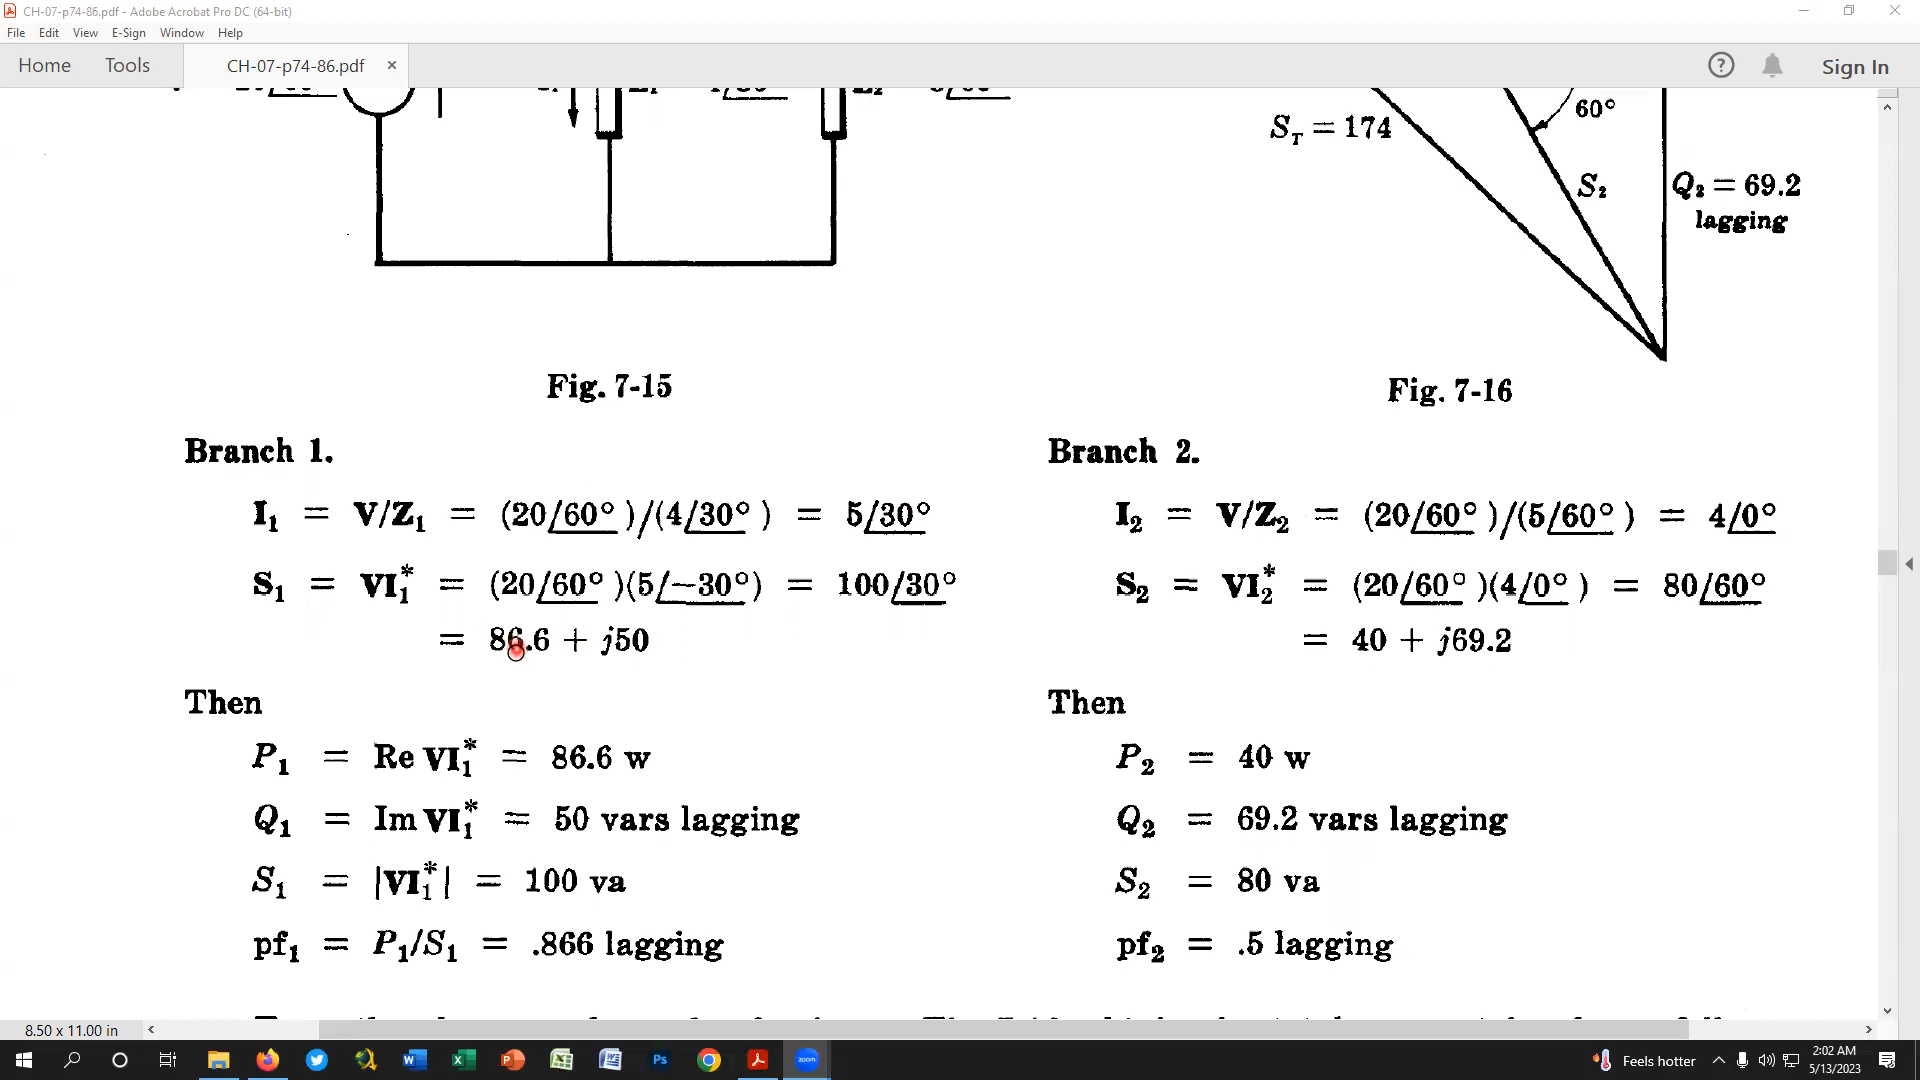 CH-07-p74-86.pdf - Adobe Acrobat Pro DC (64-bit)
File Edit View E-Sign Window Help
Home Tools CH-07-p74-86.pdf × ? Sign In
60°
S_T = 174
S₂ Q₂ = 69.2
lagging
Fig. 7-15 Fig. 7-16
Branch 1.
I₁ = V/Z₁ = (20/60°)/(4/30°) = 5/30°
S₁ = VI₁* = (20/60°)(5/−30°) = 100/30°
= 86.6 + j50
Then
P₁ = Re VI₁* = 86.6 w
Q₁ = Im VI₁* = 50 vars lagging
S₁ = |VI₁*| = 100 va
pf₁ = P₁/S₁ = .866 lagging
Branch 2.
I₂ = V/Z₂ = (20/60°)/(5/60°) = 4/0°
S₂ = VI₂* = (20/60°)(4/0°) = 80/60°
= 40 + j69.2
Then
P₂ = 40 w
Q₂ = 69.2 vars lagging
S₂ = 80 va
pf₂ = .5 lagging
8.50 x 11.00 in
zoom
Feels hotter
2:02 AM
5/13/2023